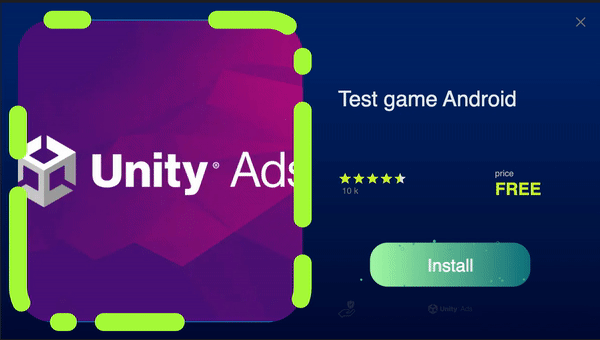 Unity® Ads
Test game Android
10 k
price
FREE
Install
Unity Ads